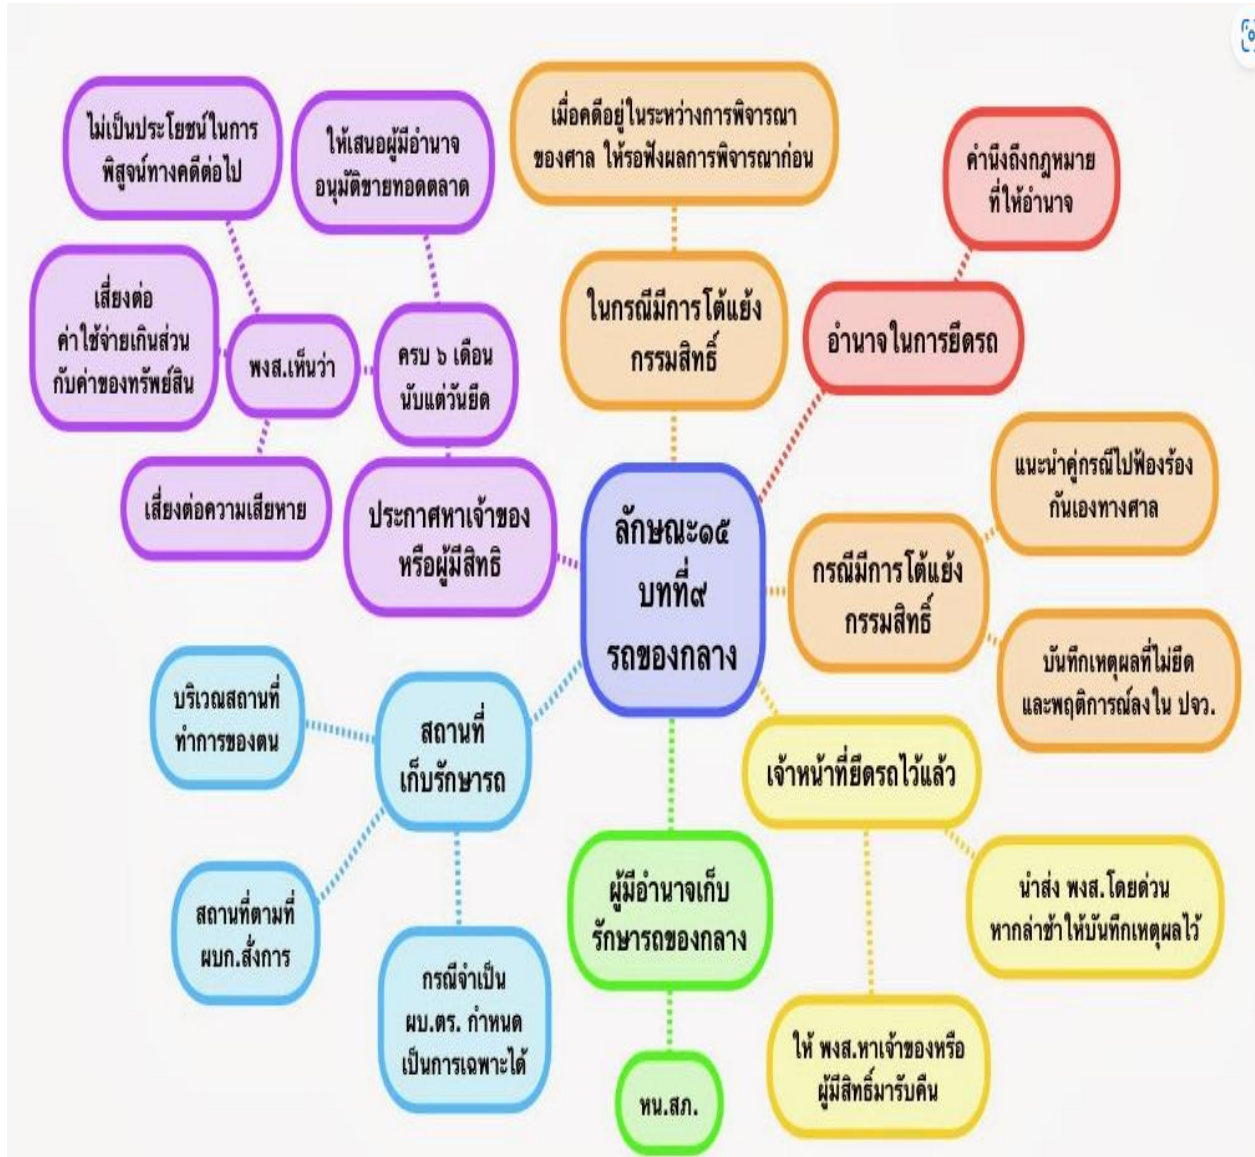 ไม่เป็นประโยชน์ในการ
พิสูจน์ทางคดีต่อไป
ให้เสนอผู้มีอำนาจ
อนุมัติขายทอดตลาด
เมื่อคดีอยู่ในระหว่างการพิจารณา
ของศาล ให้รอฟังผลการพิจารณาก่อน
คำนึงถึงกฎหมาย
ที่ให้อำนาจ
เสี่ยงต่อ
ค่าใช้จ่ายเกินส่วน
กับค่าของทรัพย์สิน
พงส.เห็นว่า
ครบ ๖ เดือน
นับแต่วันยึด
ในกรณีมีการโต้แย้ง
กรรมสิทธิ์
อำนาจในการยึดรถ
เสี่ยงต่อความเสียหาย
ประกาศหาเจ้าของ
หรือผู้มีสิทธิ
ลักษณะ๑๕
บทที่๙
รถของกลาง
กรณีมีการโต้แย้ง
กรรมสิทธิ์
แนะนำคู่กรณีไปฟ้องร้อง
กันเองทางศาล
บันทึกเหตุผลที่ไม่ยึด
และพฤติการณ์ลงใน ปจว.
บริเวณสถานที่
ทำการของตน
สถานที่
เก็บรักษารถ
เจ้าหน้าที่ยึดรถไว้แล้ว
สถานที่ตามที่
ผบก.สั่งการ
กรณีจำเป็น
ผบ.ตร. กำหนด
เป็นการเฉพาะได้
ผู้มีอำนาจเก็บ
รักษารถของกลาง
นำส่ง พงส.โดยด่วน
หากล่าช้าให้บันทึกเหตุผลไว้
หน.สภ.
ให้ พงส.หาเจ้าของหรือ
ผู้มีสิทธิ์มารับคืน